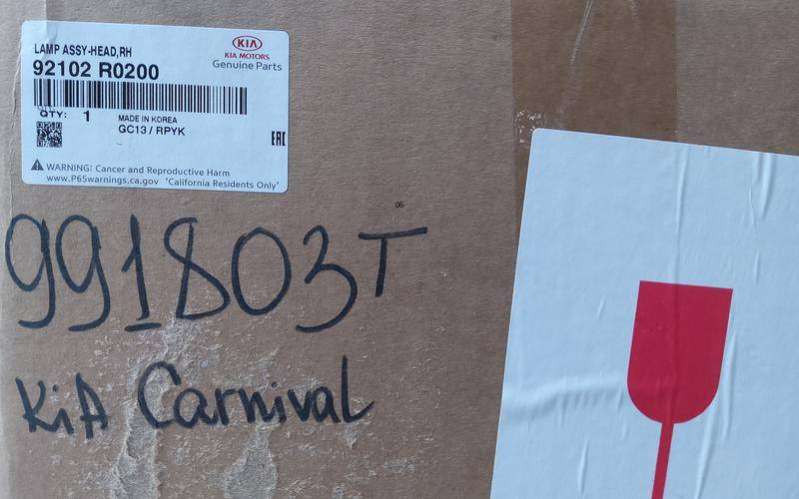 LAMP ASSY-HEAD,RH
KIA
KIA MOTORS
Genuine Parts
92102 R0200
QTY: 1
MADE IN KOREA
GC13 / RPYK
EAC
WARNING: Cancer and Reproductive Harm
www.P65warnings.ca.gov "California Residents Only"
991803T
KiA Carnival